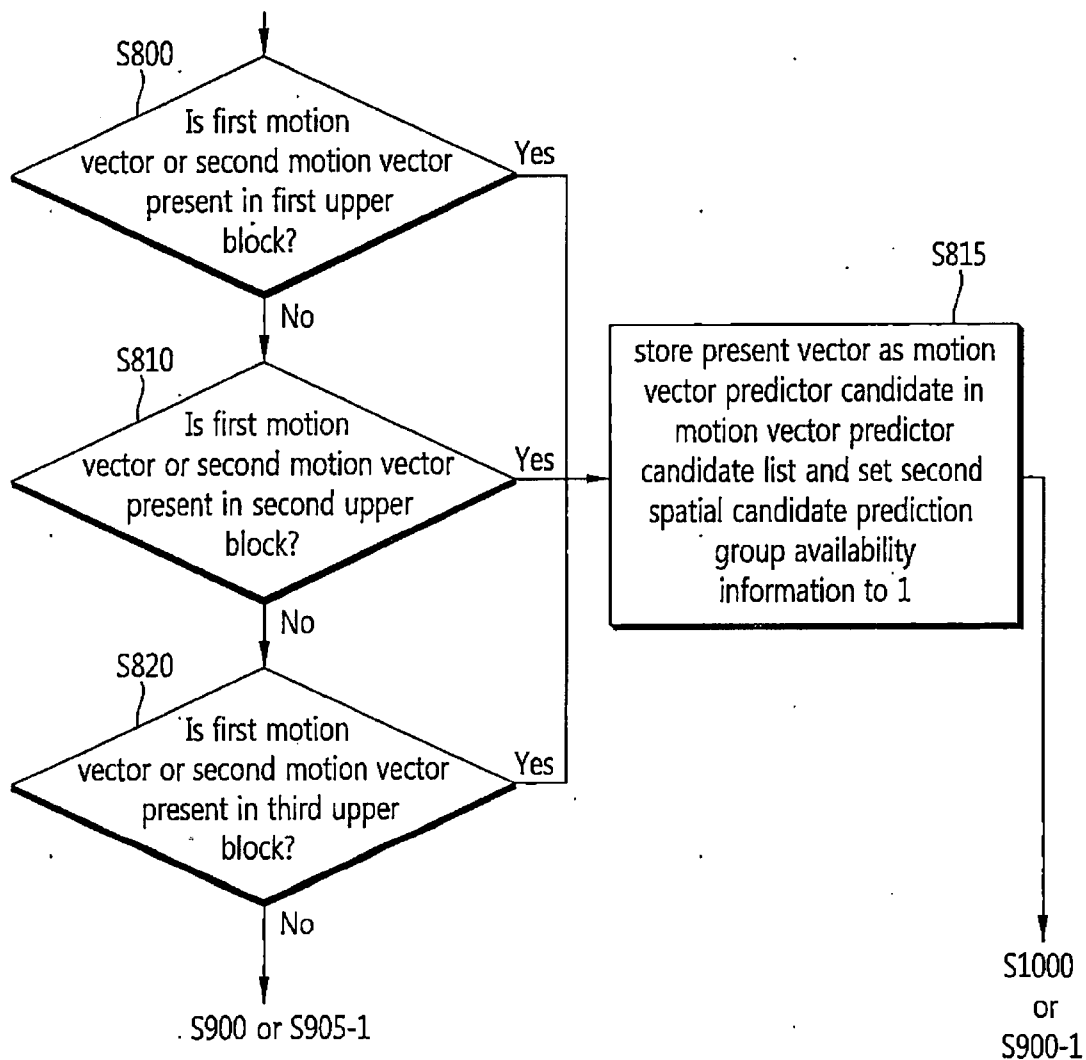 S800
Is first motion
vector or second motion vector
present in first upper
block?
Yes
No
S810
Is first motion
vector or second motion vector
present in second upper
block?
Yes
No
S815
store present vector as motion
vector predictor candidate in
motion vector predictor
candidate list and set second
spatial candidate prediction
group availability
information to 1
S820
Is first motion
vector or second motion vector
present in third upper
block?
Yes
No
S900 or S905-1
S1000
or
S900-1